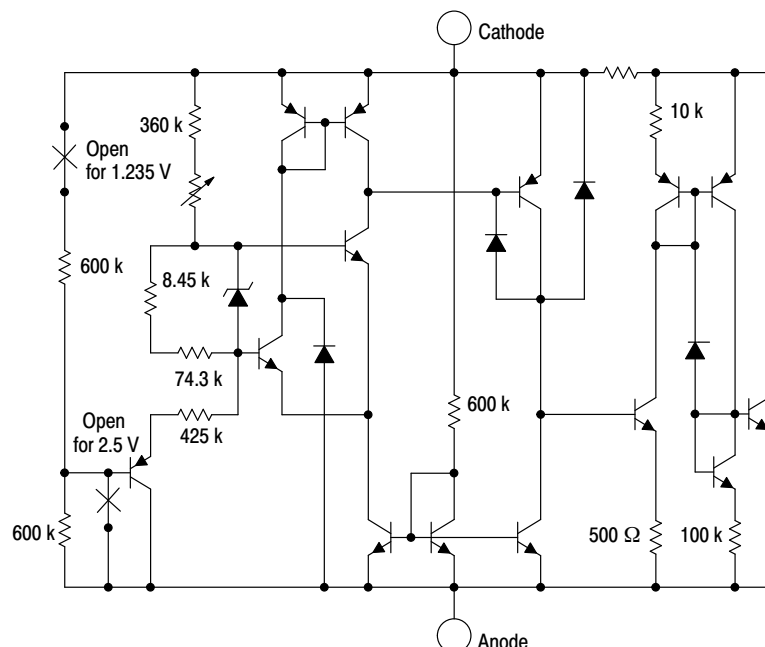 Cathode
360 k
10 k
Open
for 1.235 V
600 k
8.45 k
74.3 k
600 k
Open
for 2.5 V
425 k
600 k
500 Ω
100 k
Anode